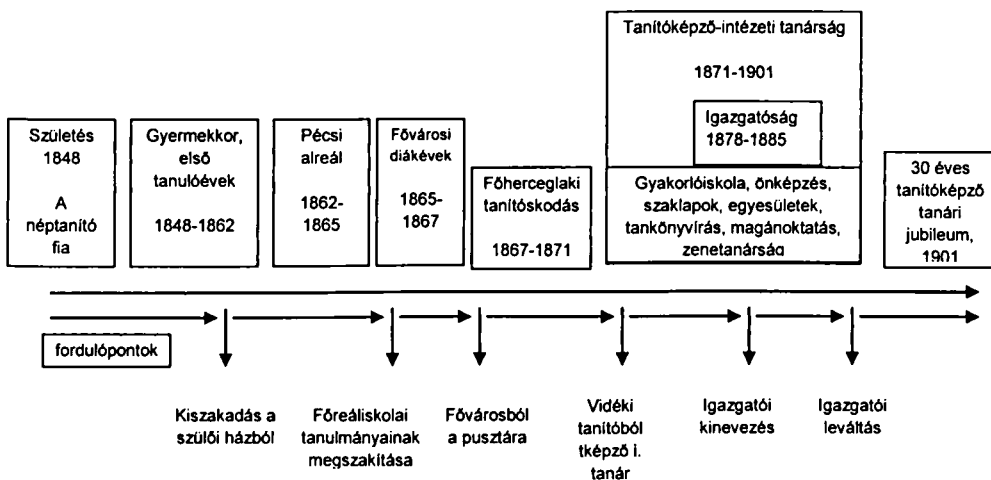 Születés
1848
A
néptanító
fia
Gyermekkor,
első
tanulóévek
1848-1862
Pécsi
alreál
1862-
1865
Fővárosi
diákévek
1865-
1867
Főherceglaki
tanítóskodás
1867-1871
Tanítóképző-intézeti tanárság
1871-1901
Igazgatóság
1878-1885
Gyakorlóiskola, önképzés,
szaklapok, egyesületek,
tankönyvírás, magánoktatás,
zenetanárság
30 éves
tanítóképző
tanári
jubileum,
1901
fordulópontok
Kiszakadás a
szülői házból
Főreáliskolai
tanulmányainak
megszakítása
Fővárosból
a pusztára
Vidéki
tanítóból
tképző i.
tanár
Igazgatói
kinevezés
Igazgatói
leváltás